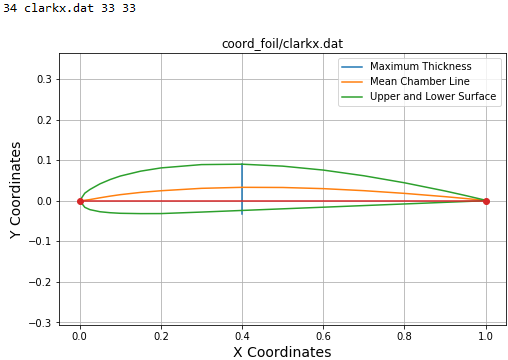 34 clarkx.dat 33 33
coord_foil/clarkx.dat
Maximum Thickness
Mean Chamber Line
Upper and Lower Surface
Y Coordinates
0.3
0.2
0.1
0.0
−0.1
−0.2
−0.3
0.0 0.2 0.4 0.6 0.8 1.0
X Coordinates